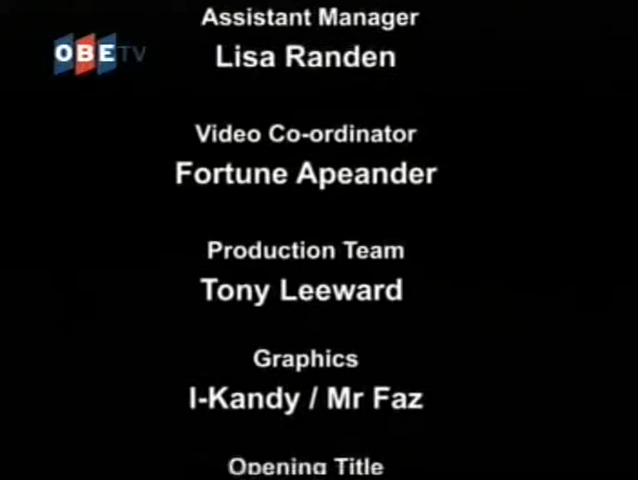 Assistant Manager
OBE TV
Lisa Randen
Video Co-ordinator
Fortune Apeander
Production Team
Tony Leeward
Graphics
I-Kandy / Mr Faz
Opening Title